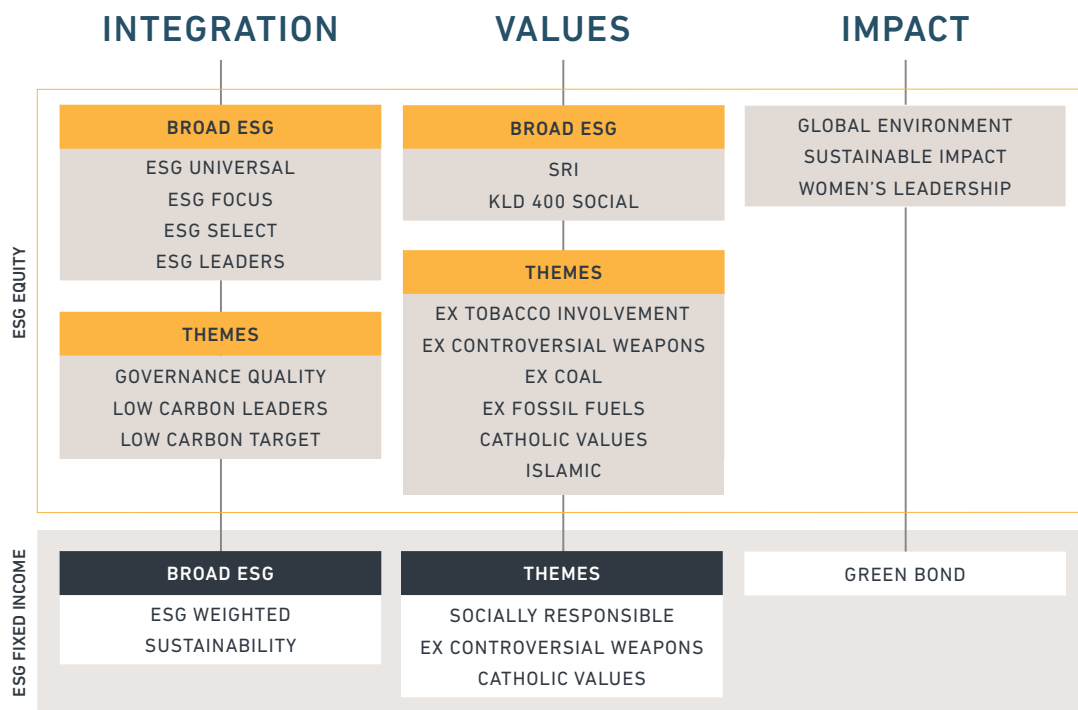 INTEGRATION
VALUES
IMPACT
ESG EQUITY
BROAD ESG
ESG UNIVERSAL
ESG FOCUS
ESG SELECT
ESG LEADERS
THEMES
GOVERNANCE QUALITY
LOW CARBON LEADERS
LOW CARBON TARGET
BROAD ESG
SRI
KLD 400 SOCIAL
THEMES
EX TOBACCO INVOLVEMENT
EX CONTROVERSIAL WEAPONS
EX COAL
EX FOSSIL FUELS
CATHOLIC VALUES
ISLAMIC
GLOBAL ENVIRONMENT
SUSTAINABLE IMPACT
WOMEN'S LEADERSHIP
ESG FIXED INCOME
BROAD ESG
ESG WEIGHTED
SUSTAINABILITY
THEMES
SOCIALLY RESPONSIBLE
EX CONTROVERSIAL WEAPONS
CATHOLIC VALUES
GREEN BOND